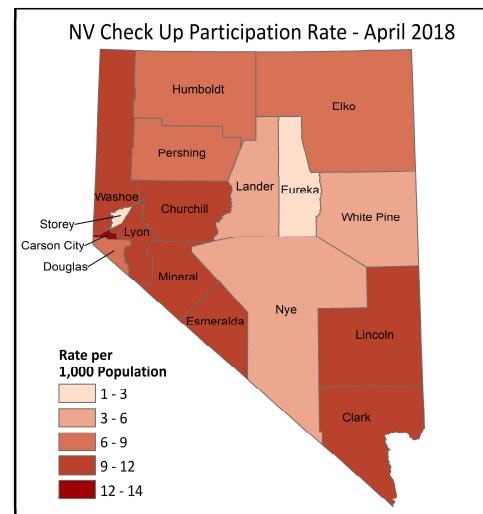 NV Check Up Participation Rate - April 2018
Humboldt
Elko
Pershing
Lander
Eureka
Washoe
Churchill
White Pine
Storey
Lyon
Carson City
Douglas
Mineral
Nye
Esmeralda
Lincoln
Clark
Rate per
1,000 Population
1 - 3
3 - 6
6 - 9
9 - 12
12 - 14